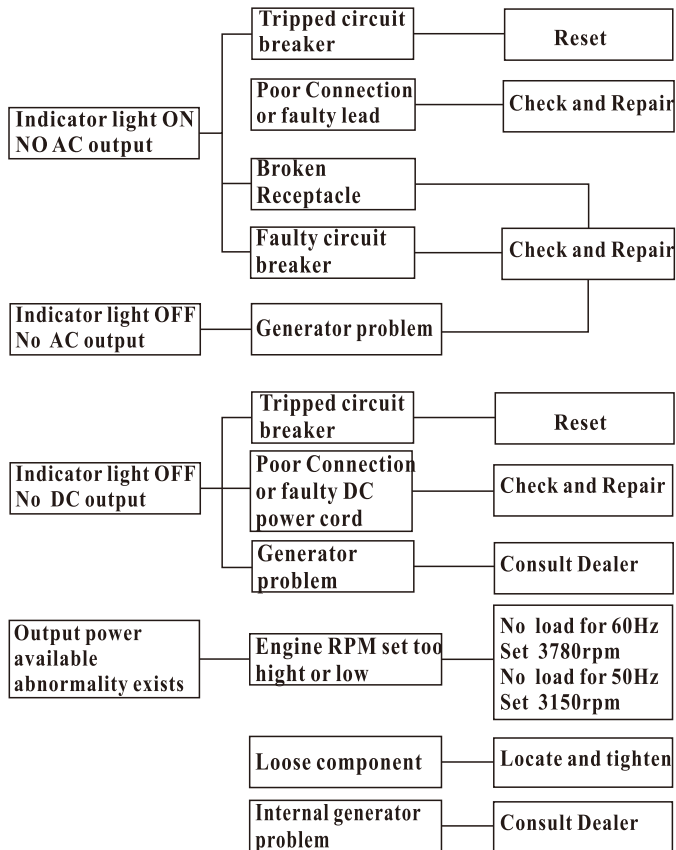 Tripped circuit
breaker
Reset
Poor Connection
or faulty lead
Check and Repair
Indicator light ON
NO AC output
Broken
Receptacle
Faulty circuit
breaker
Check and Repair
Indicator light OFF
No AC output
Generator problem
Tripped circuit
breaker
Reset
Indicator light OFF
No DC output
Poor Connection
or faulty DC
power cord
Check and Repair
Generator
problem
Consult Dealer
Output power
available
abnormality exists
Engine RPM set too
hight or low
No load for 60Hz
Set 3780rpm
No load for 50Hz
Set 3150rpm
Loose component
Locate and tighten
Internal generator
problem
Consult Dealer